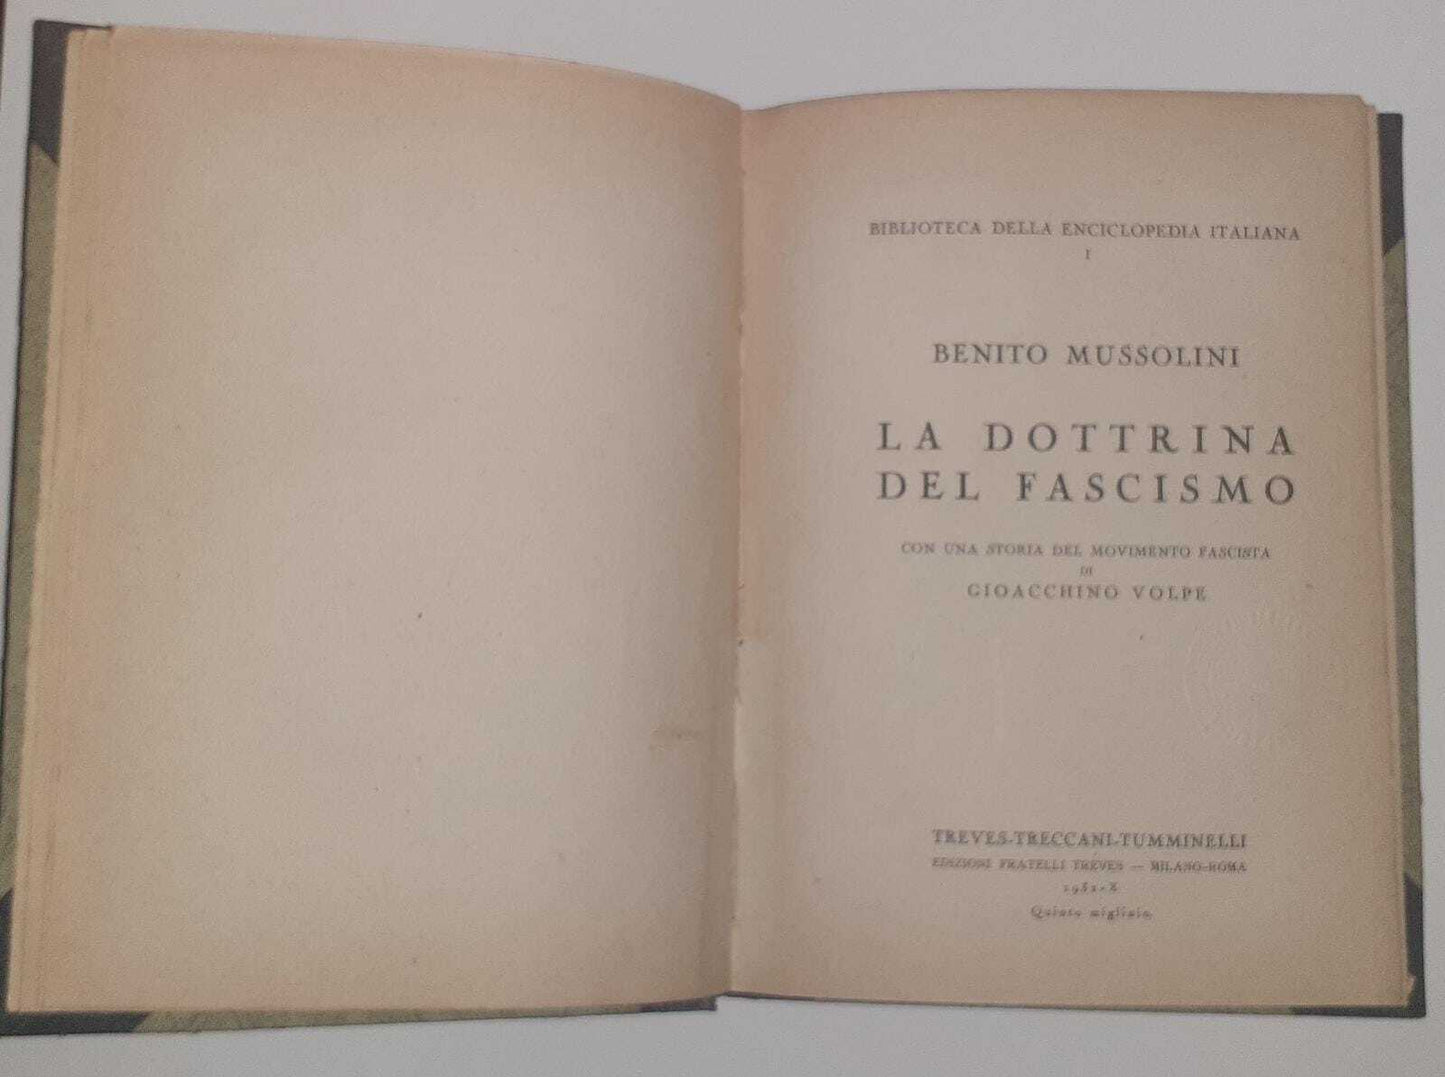 BIBLIOTECA DELLA ENCICLOPEDIA ITALIANA
I
BENITO MUSSOLINI
LA DOTTRINA
DEL FASCISMO
CON UNA STORIA DEL MOVIMENTO FASCISTA
DI
GIOACCHINO VOLPE
TREVES-TRECCANI-TUMMINELLI
EDIZIONI FRATELLI TREVES — MILANO-ROMA
1932-X
Quinto migliaio